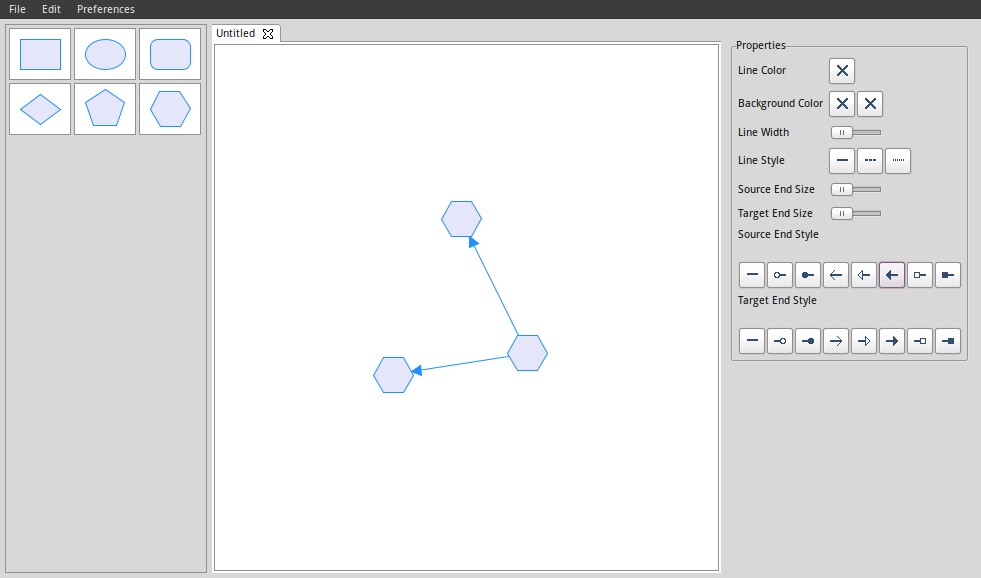 File Edit Preferences
Untitled
Properties
Line Color
Background Color
Line Width
Line Style
Source End Size
Target End Size
Source End Style
Target End Style